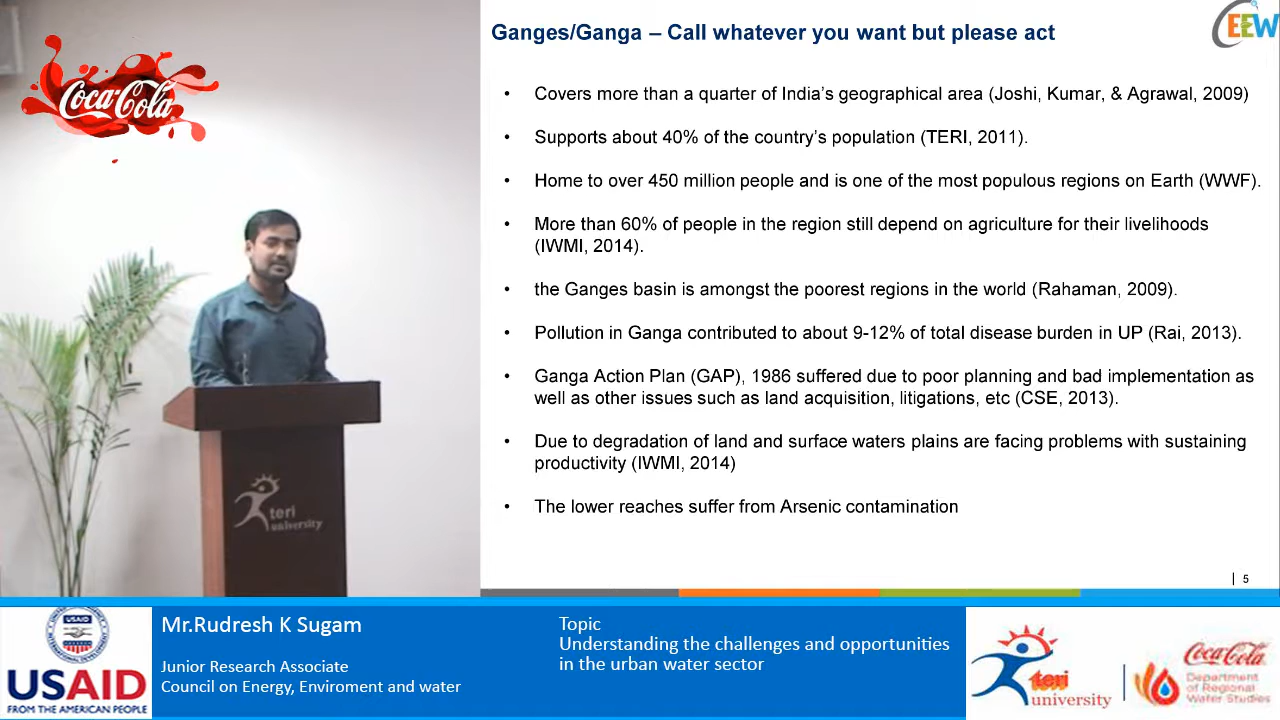 Coca-Cola
Ganges/Ganga – Call whatever you want but please act
CEEW
• Covers more than a quarter of India’s geographical area (Joshi, Kumar, & Agrawal, 2009)
• Supports about 40% of the country’s population (TERI, 2011).
• Home to over 450 million people and is one of the most populous regions on Earth (WWF).
• More than 60% of people in the region still depend on agriculture for their livelihoods
(IWMI, 2014).
• the Ganges basin is amongst the poorest regions in the world (Rahaman, 2009).
• Pollution in Ganga contributed to about 9-12% of total disease burden in UP (Rai, 2013).
• Ganga Action Plan (GAP), 1986 suffered due to poor planning and bad implementation as
well as other issues such as land acquisition, litigations, etc (CSE, 2013).
• Due to degradation of land and surface waters plains are facing problems with sustaining
productivity (IWMI, 2014)
• The lower reaches suffer from Arsenic contamination
| 5
teri
university
USAID
USAID
FROM THE AMERICAN PEOPLE
Mr.Rudresh K Sugam
Junior Research Associate
Council on Energy, Enviroment and water
Topic
Understanding the challenges and opportunities
in the urban water sector
teri
university
Coca-Cola
Department
of Regional
Water Studies